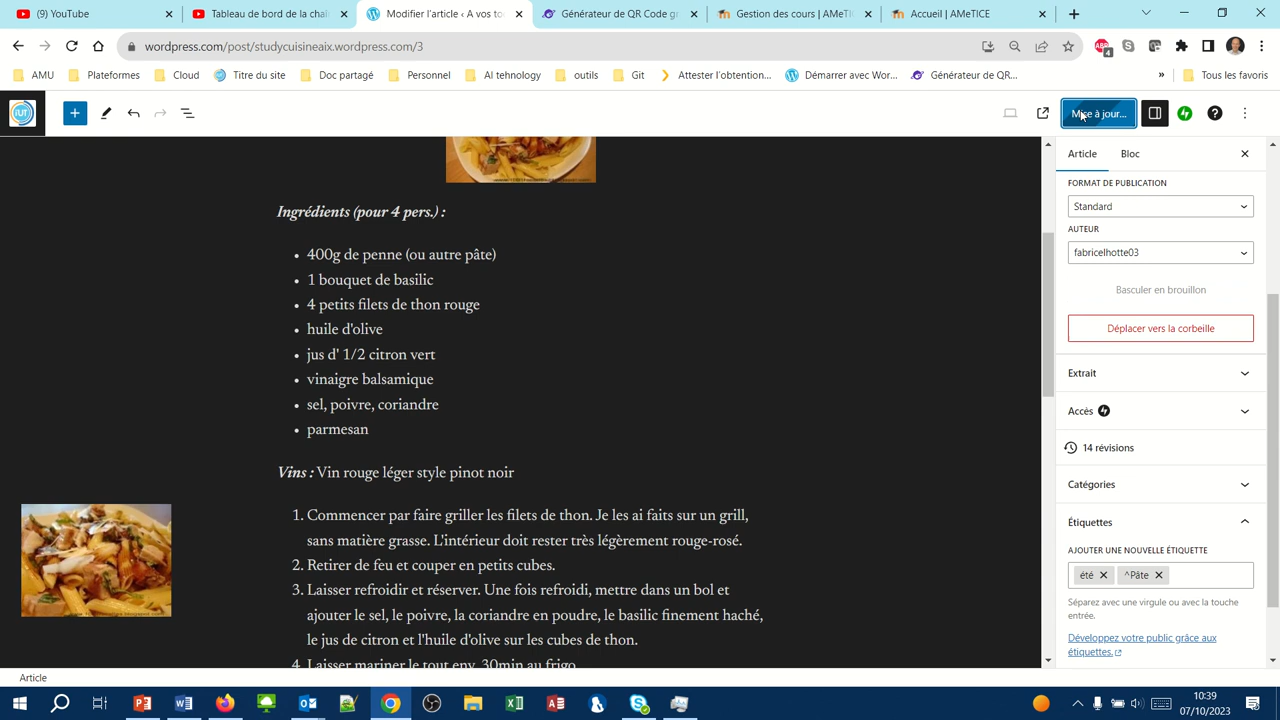 (9) YouTube
Tableau de bord de la chaî
Modifier l'article ‹ A vos to
Générateur de QR Code gr
Gestion des cours | AMeTIC
Accueil | AMeTICE
wordpress.com/post/studycuisineaix.wordpress.com/3
ABP
4
AMU
Plateformes
Cloud
Titre du site
Doc partagé
Personnel
AI tehnology
outils
Git
Attester l'obtention...
Démarrer avec Wor...
Générateur de QR...
»
Tous les favoris
iut
Mise à jour...
Article
Bloc
FORMAT DE PUBLICATION
Standard
AUTEUR
fabricelhotte03
Basculer en brouillon
Déplacer vers la corbeille
Extrait
Accès
14 révisions
Catégories
Étiquettes
AJOUTER UNE NOUVELLE ÉTIQUETTE
été
^Pâte
Séparez avec une virgule ou avec la touche
entrée.
Développez votre public grâce aux
étiquettes.
Ingrédients (pour 4 pers.) :
400g de penne (ou autre pâte)
1 bouquet de basilic
4 petits filets de thon rouge
huile d'olive
jus d' 1/2 citron vert
vinaigre balsamique
sel, poivre, coriandre
parmesan
Vins : Vin rouge léger style pinot noir
1. Commencer par faire griller les filets de thon. Je les ai faits sur un grill,
sans matière grasse. L'intérieur doit rester très légèrement rouge-rosé.
2. Retirer de feu et couper en petits cubes.
3. Laisser refroidir et réserver. Une fois refroidi, mettre dans un bol et
ajouter le sel, le poivre, la coriandre en poudre, le basilic finement haché,
le jus de citron et l'huile d'olive sur les cubes de thon.
4. Laisser mariner le tout env. 30min au frigo
Article
10:39
07/10/2023